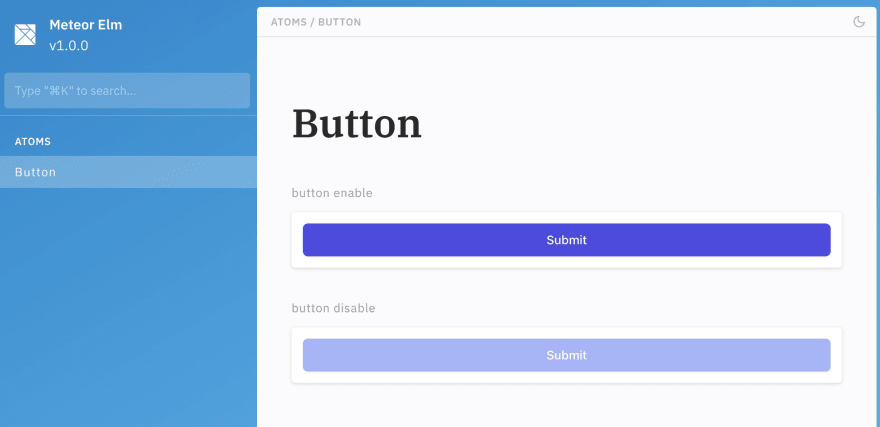 Meteor Elm
v1.0.0
Type "⌘K" to search...
ATOMS
Button
ATOMS / BUTTON
Button
button enable
Submit
button disable
Submit